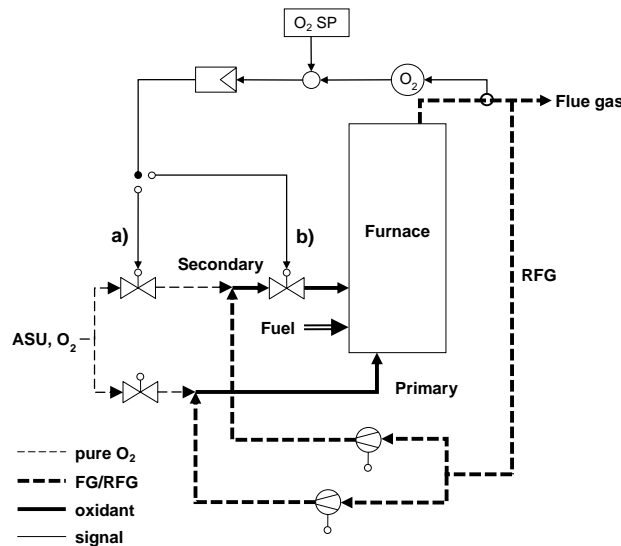 O₂ SP
O₂
Flue gas
a)
b)
Furnace
Secondary
RFG
Fuel
ASU, O₂
Primary
pure O₂
FG/RFG
oxidant
signal